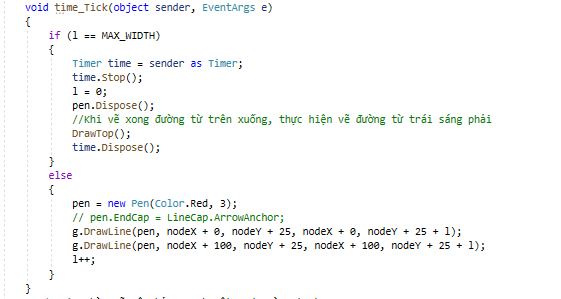 void time_Tick(object sender, EventArgs e)
{
if (l == MAX_WIDTH)
{
Timer time = sender as Timer;
time.Stop();
l = 0;
pen.Dispose();
//Khi vẽ xong đường từ trên xuống, thực hiện vẽ đường từ trái sáng phải
DrawTop();
time.Dispose();
}
else
{
pen = new Pen(Color.Red, 3);
// pen.EndCap = LineCap.ArrowAnchor;
g.DrawLine(pen, nodeX + 0, nodeY + 25, nodeX + 0, nodeY + 25 + l);
g.DrawLine(pen, nodeX + 100, nodeY + 25, nodeX + 100, nodeY + 25 + l);
l++;
}
}